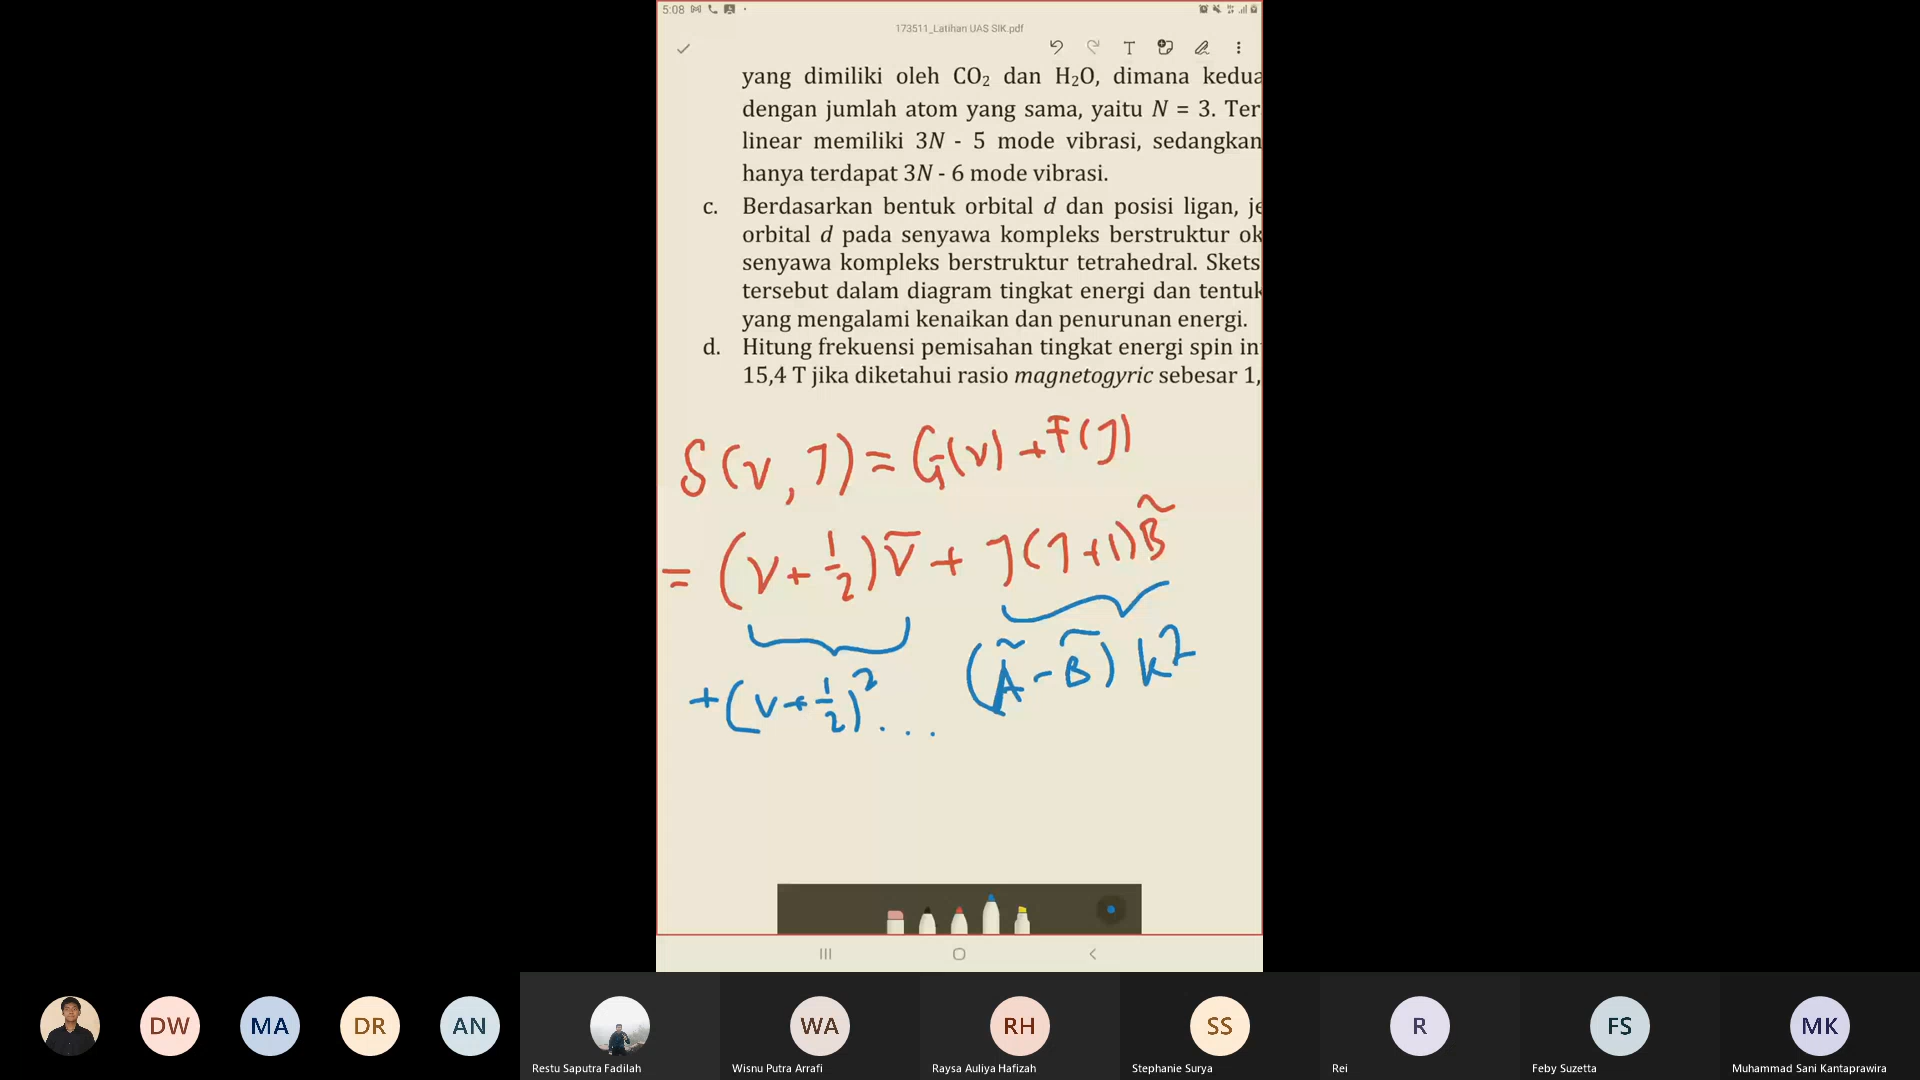 5:08
173511_Latihan UAS SIK.pdf
yang dimiliki oleh CO₂ dan H₂O, dimana kedua
dengan jumlah atom yang sama, yaitu N = 3. Ter
linear memiliki 3N - 5 mode vibrasi, sedangkan
hanya terdapat 3N - 6 mode vibrasi.
c. Berdasarkan bentuk orbital d dan posisi ligan, je
orbital d pada senyawa kompleks berstruktur ok
senyawa kompleks berstruktur tetrahedral. Skets
tersebut dalam diagram tingkat energi dan tentuk
yang mengalami kenaikan dan penurunan energi.
d. Hitung frekuensi pemisahan tingkat energi spin in
15,4 T jika diketahui rasio magnetogyric sebesar 1,
S(v, J) = G(v) + F(J)
= (v + 1/2) ṽ + J(J+1) B̃
+ (v + 1/2)² ... (Ã - B̃) k²
DW
MA
DR
AN
WA
RH
SS
R
FS
MK
Restu Saputra Fadilah
Wisnu Putra Arrafi
Raysa Auliya Hafizah
Stephanie Surya
Rei
Feby Suzetta
Muhammad Sani Kantaprawira